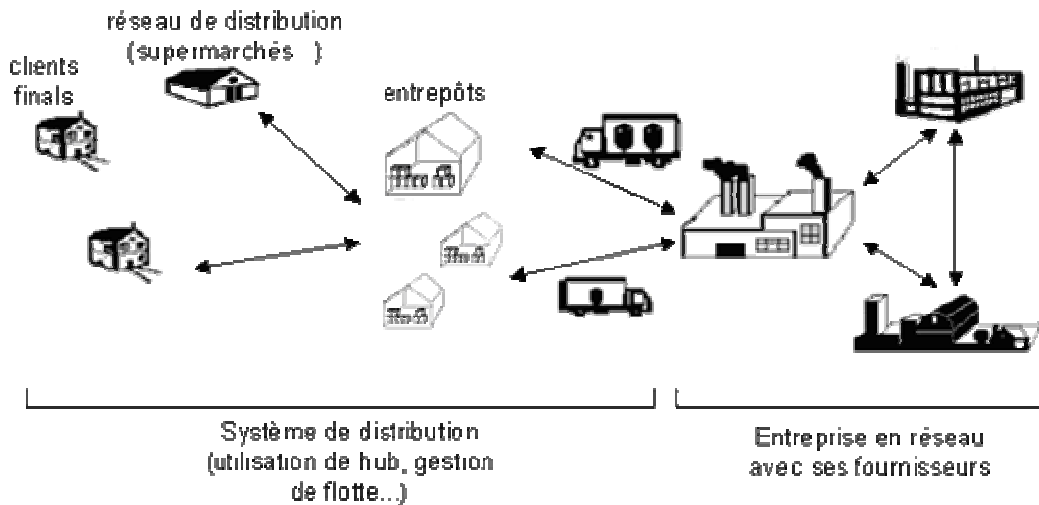 réseau de distribution
(supermarchés )
clients
finals
entrepôts
Système de distribution
(utilisation de hub, gestion
de flotte...)
Entreprise en réseau
avec ses fournisseurs